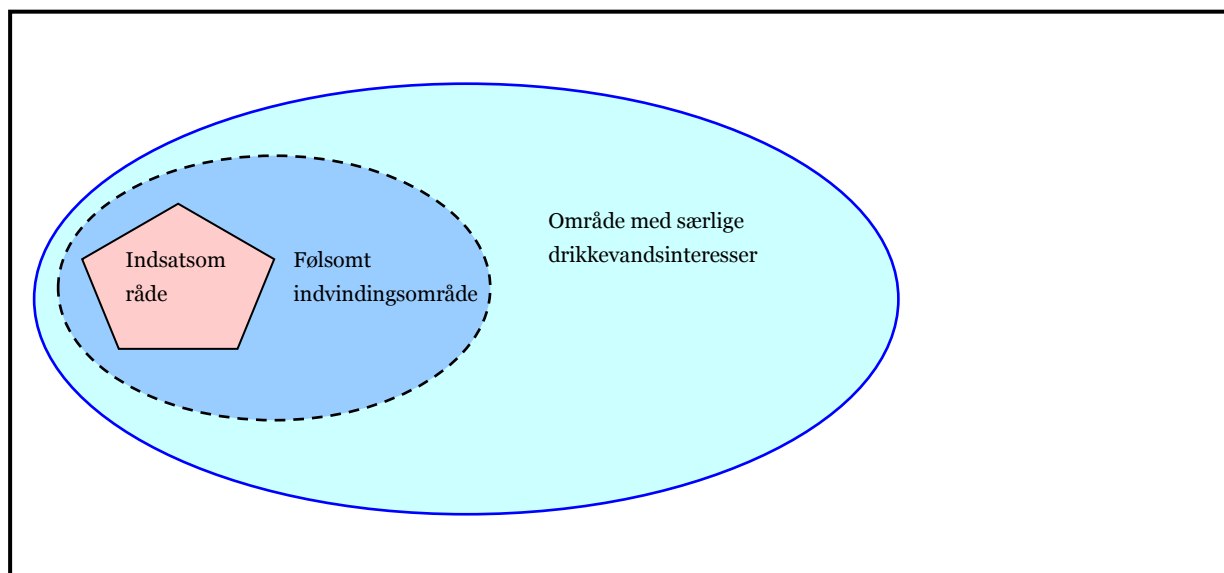 Område med særlige
drikkevandsinteresser
Indsatsom
råde
Følsomt
indvindingsområde